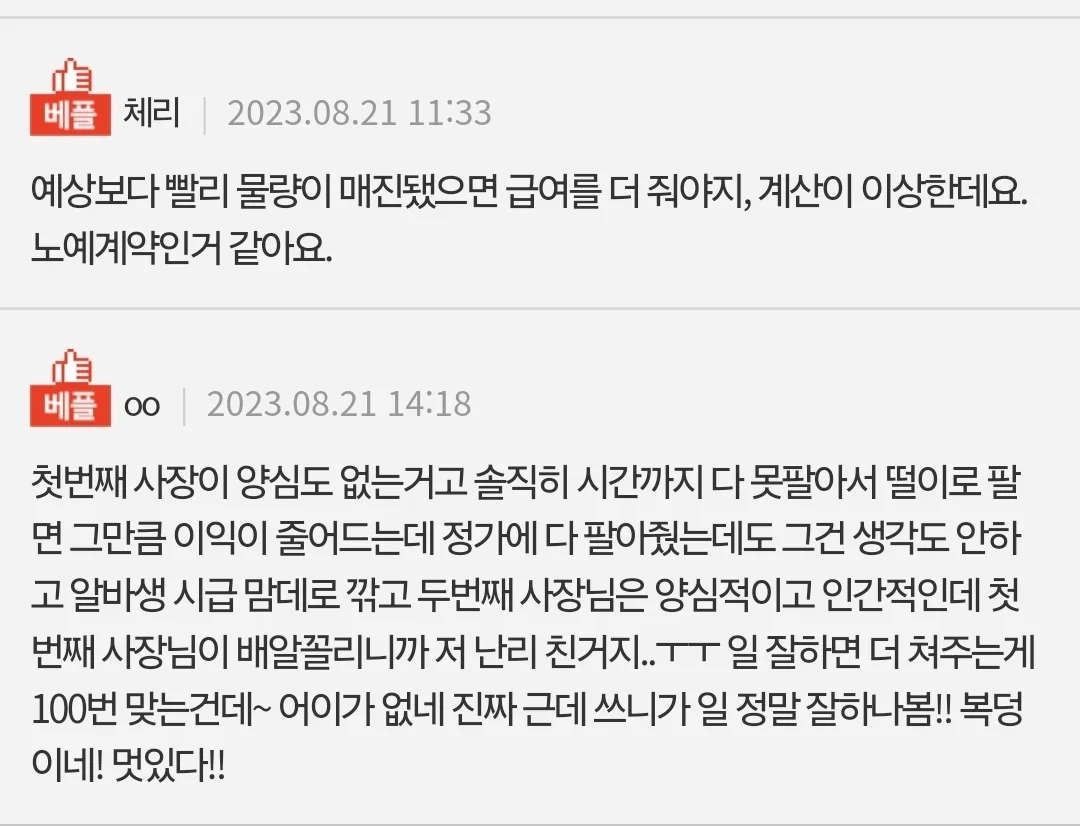 베플 체리 | 2023.08.21 11:33
예상보다 빨리 물량이 매진됐으면 급여를 더 줘야지, 계산이 이상한데요.
노예계약인거 같아요.
베플 oo | 2023.08.21 14:18
첫번째 사장이 양심도 없는거고 솔직히 시간까지 다 못팔아서 떨이로 팔
면 그만큼 이익이 줄어드는데 정가에 다 팔아줬는데도 그건 생각도 안하
고 알바생 시급 맘데로 깎고 두번째 사장님은 양심적이고 인간적인데 첫
번째 사장님이 배알꼴리니까 저 난리 친거지..ㅜㅜ 일 잘하면 더 쳐주는게
100번 맞는건데~ 어이가 없네 진짜 근데 쓰니가 일 정말 잘하나봄!! 복덩
이네! 멋있다!!